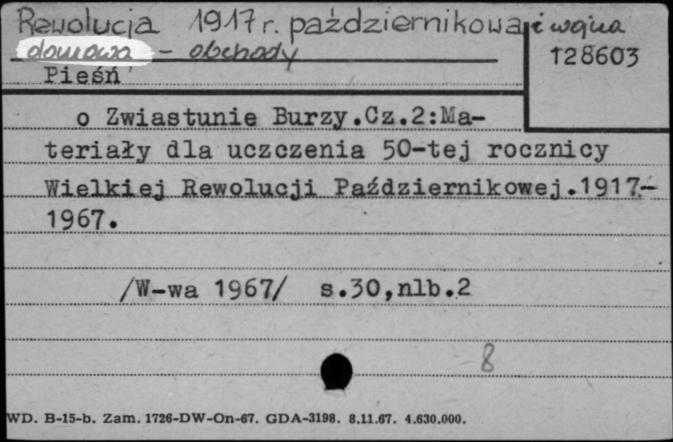 Rewolucja 1917 r. październikowa i wojna
domowa - obchody
128603
Pieśń
o Zwiastunie Burzy.Cz.2:Ma-
teriały dla uczczenia 50-tej rocznicy
Wielkiej Rewolucji Październikowej.1917-
1967.
/W-wa 1967/ s.30,nlb.2
8
WD. B-15-b. Zam. 1726-DW-On-67. GDA-3198. 8.11.67. 4.630.000.